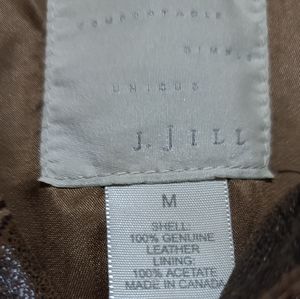 COMFORTABLE
SIMPLE
UNIQUE
J. JILL
M
SHELL:
100% GENUINE
LEATHER
LINING:
100% ACETATE
MADE IN CANADA